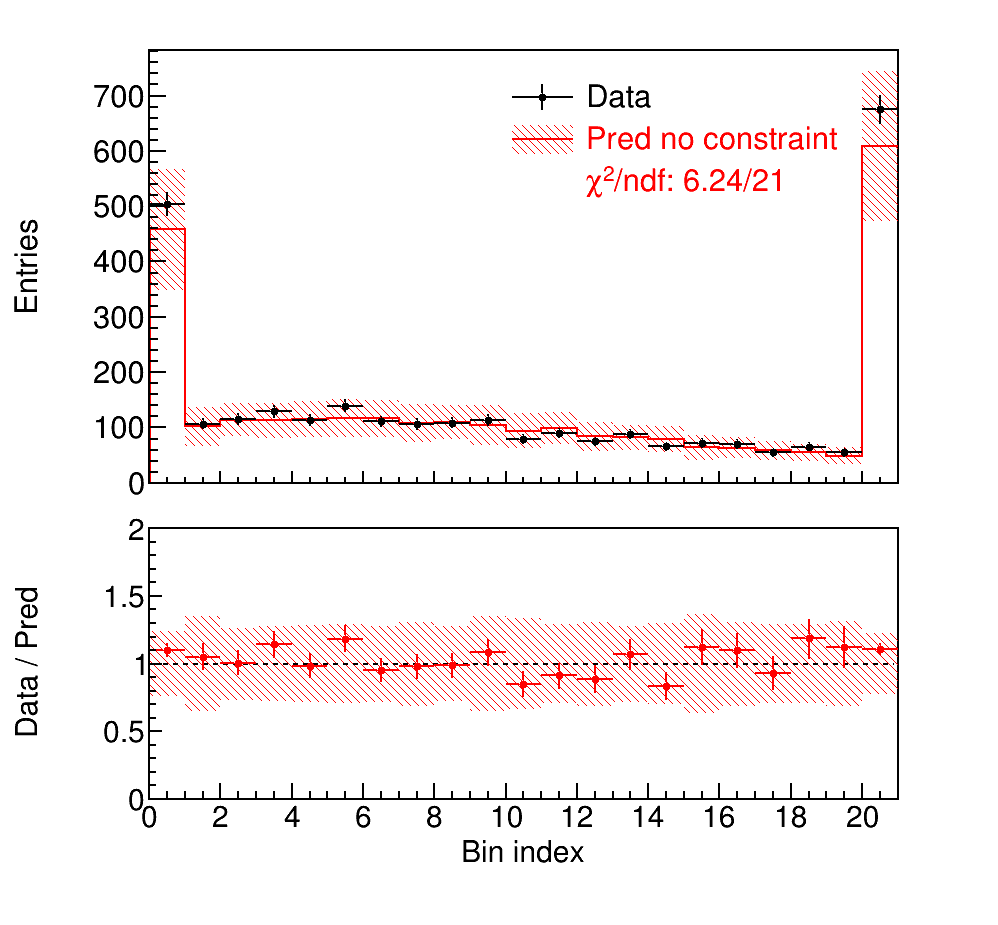 Entries
700
600
500
400
300
200
100
0
Data
Pred no constraint
χ²/ndf: 6.24/21
Data / Pred
2
1.5
1
0.5
0
0 2 4 6 8 10 12 14 16 18 20
Bin index